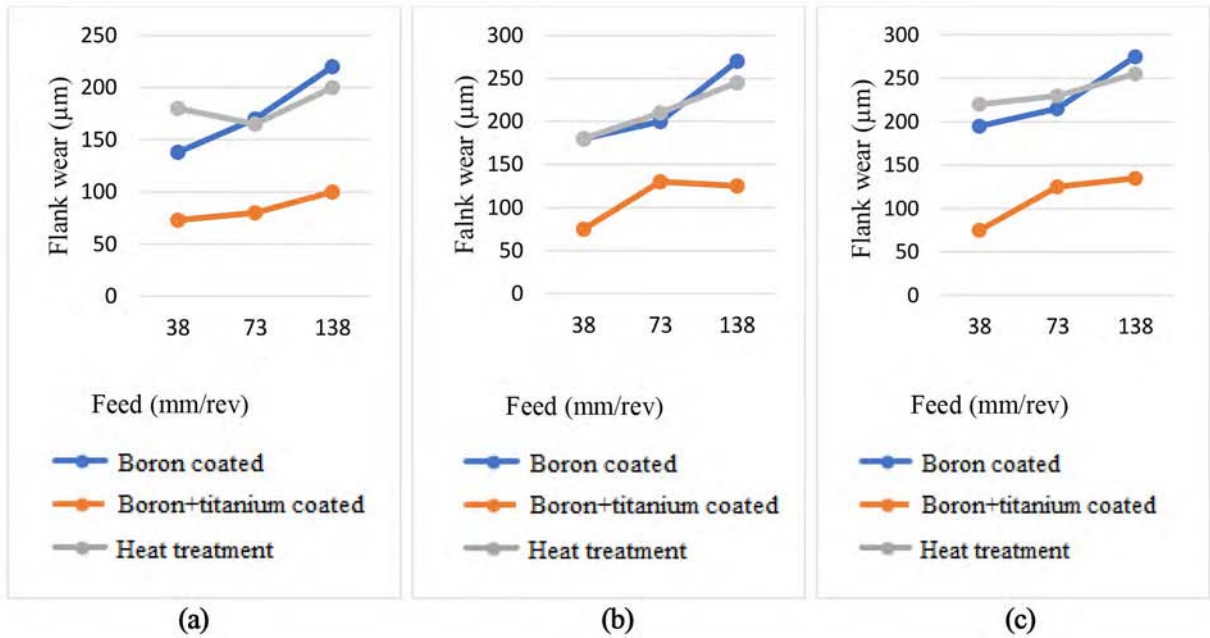 250
200
150
100
50
0
Flank wear (µm)
38 73 138
Feed (mm/rev)
Boron coated
Boron+titanium coated
Heat treatment
(a)
300
250
200
150
100
50
0
Falnk wear (µm)
38 73 138
Feed (mm/rev)
Boron coated
Boron+titanium coated
Heat treatment
(b)
300
250
200
150
100
50
0
Flank wear (µm)
38 73 138
Feed (mm/rev)
Boron coated
Boron+titanium coated
Heat treatment
(c)